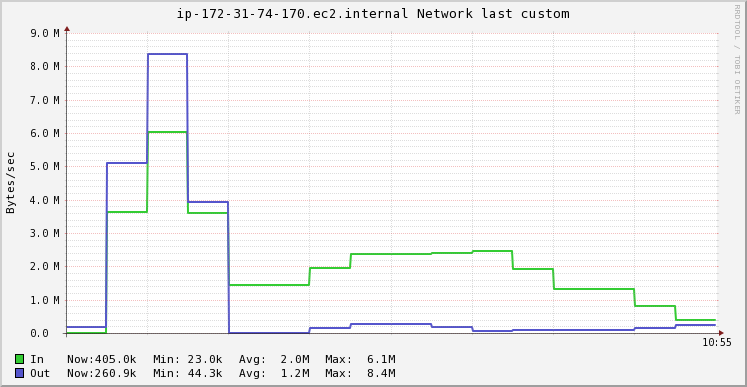 ip-172-31-74-170.ec2.internal Network last custom
RRDTOOL / TOBI OETIKER
Bytes/sec
9.0 M
8.0 M
7.0 M
6.0 M
5.0 M
4.0 M
3.0 M
2.0 M
1.0 M
0.0
10:55
In Now:405.0k Min: 23.0k Avg: 2.0M Max: 6.1M
Out Now:260.9k Min: 44.3k Avg: 1.2M Max: 8.4M